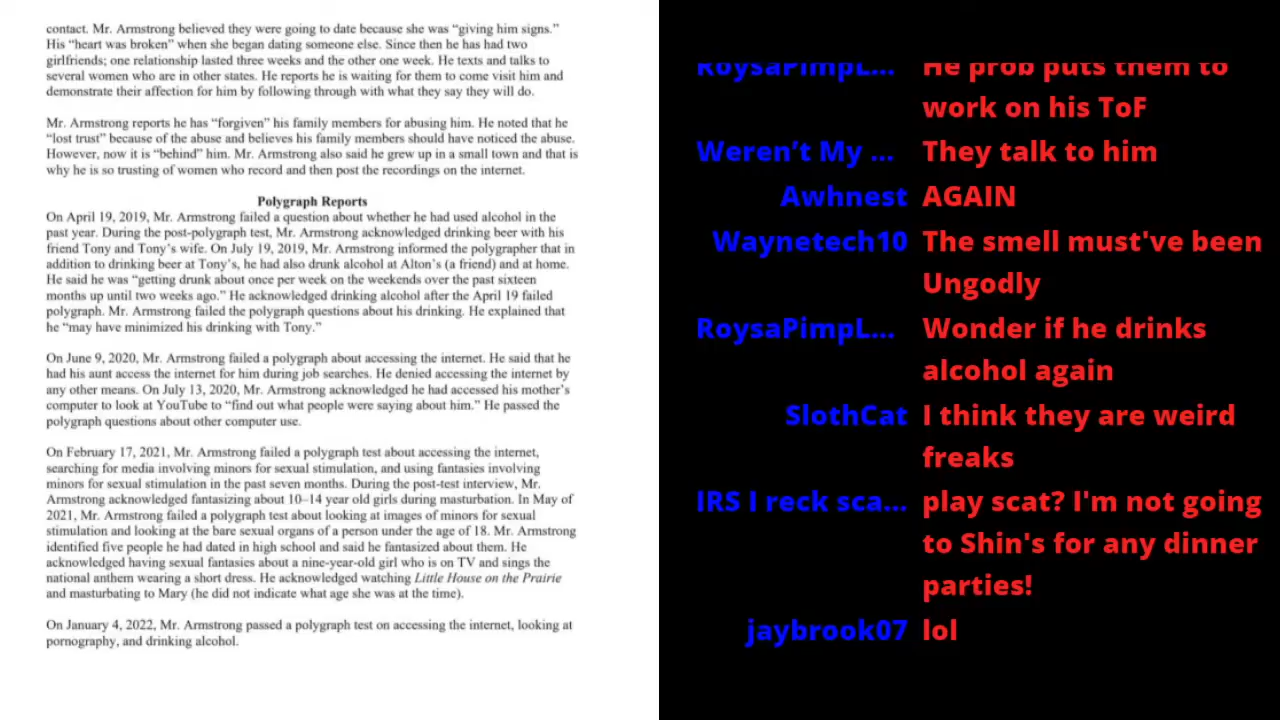 contact. Mr. Armstrong believed they were going to date because she was “giving him signs.”
His “heart was broken” when she began dating someone else. Since then he has had two
girlfriends; one relationship lasted three weeks and the other one week. He texts and talks to
several women who are in other states. He reports he is waiting for them to come visit him and
demonstrate their affection for him by following through with what they say they will do.
Mr. Armstrong reports he has “forgiven” his family members for abusing him. He noted that he
“lost trust” because of the abuse and believes his family members should have noticed the abuse.
However, now it is “behind” him. Mr. Armstrong also said he grew up in a small town and that is
why he is so trusting of women who record and then post the recordings on the internet.
Polygraph Reports
On April 19, 2019, Mr. Armstrong failed a question about whether he had used alcohol in the
past year. During the post-polygraph test, Mr. Armstrong acknowledged drinking beer with his
friend Tony and Tony’s wife. On July 19, 2019, Mr. Armstrong informed the polygrapher that in
addition to drinking beer at Tony’s, he had also drunk alcohol at Alton’s (a friend) and at home.
He said he was “getting drunk about once per week on the weekends over the past sixteen
months up until two weeks ago.” He acknowledged drinking alcohol after the April 19 failed
polygraph. Mr. Armstrong failed the polygraph questions about his drinking. He explained that
he “may have minimized his drinking with Tony.”
On June 9, 2020, Mr. Armstrong failed a polygraph about accessing the internet. He said that he
had his aunt access the internet for him during job searches. He denied accessing the internet by
any other means. On July 13, 2020, Mr. Armstrong acknowledged he had accessed his mother’s
computer to look at YouTube to “find out what people were saying about him.” He passed the
polygraph questions about other computer use.
On February 17, 2021, Mr. Armstrong failed a polygraph test about accessing the internet,
searching for media involving minors for sexual stimulation, and using fantasies involving
minors for sexual stimulation in the past seven months. During the post-test interview, Mr.
Armstrong acknowledged fantasizing about 10–14 year old girls during masturbation. In May of
2021, Mr. Armstrong failed a polygraph test about looking at images of minors for sexual
stimulation and looking at the bare sexual organs of a person under the age of 18. Mr. Armstrong
identified five people he had dated in high school and said he fantasized about them. He
acknowledged having sexual fantasies about a nine-year-old girl who is on TV and sings the
national anthem wearing a short dress. He acknowledged watching Little House on the Prairie
and masturbating to Mary (he did not indicate what age she was at the time).
On January 4, 2022, Mr. Armstrong passed a polygraph test on accessing the internet, looking at
pornography, and drinking alcohol.
RoysaPimpL... He prob puts them to
work on his ToF
Weren’t My ... They talk to him
Awhnest AGAIN
Waynetech10 The smell must've been
Ungodly
RoysaPimpL... Wonder if he drinks
alcohol again
SlothCat I think they are weird
freaks
IRS I reck sca... play scat? I'm not going
to Shin's for any dinner
parties!
jaybrook07 lol